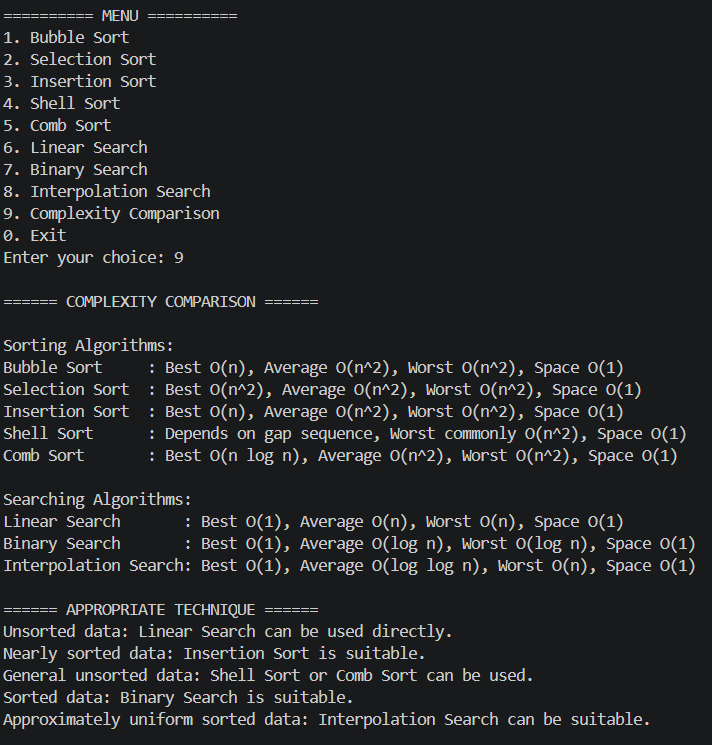 ========== MENU ==========
1. Bubble Sort
2. Selection Sort
3. Insertion Sort
4. Shell Sort
5. Comb Sort
6. Linear Search
7. Binary Search
8. Interpolation Search
9. Complexity Comparison
0. Exit
Enter your choice: 9
====== COMPLEXITY COMPARISON ======
Sorting Algorithms:
Bubble Sort     : Best O(n), Average O(n^2), Worst O(n^2), Space O(1)
Selection Sort  : Best O(n^2), Average O(n^2), Worst O(n^2), Space O(1)
Insertion Sort  : Best O(n), Average O(n^2), Worst O(n^2), Space O(1)
Shell Sort      : Depends on gap sequence, Worst commonly O(n^2), Space O(1)
Comb Sort       : Best O(n log n), Average O(n^2), Worst O(n^2), Space O(1)
Searching Algorithms:
Linear Search       : Best O(1), Average O(n), Worst O(n), Space O(1)
Binary Search       : Best O(1), Average O(log n), Worst O(log n), Space O(1)
Interpolation Search: Best O(1), Average O(log log n), Worst O(n), Space O(1)
====== APPROPRIATE TECHNIQUE ======
Unsorted data: Linear Search can be used directly.
Nearly sorted data: Insertion Sort is suitable.
General unsorted data: Shell Sort or Comb Sort can be used.
Sorted data: Binary Search is suitable.
Approximately uniform sorted data: Interpolation Search can be suitable.